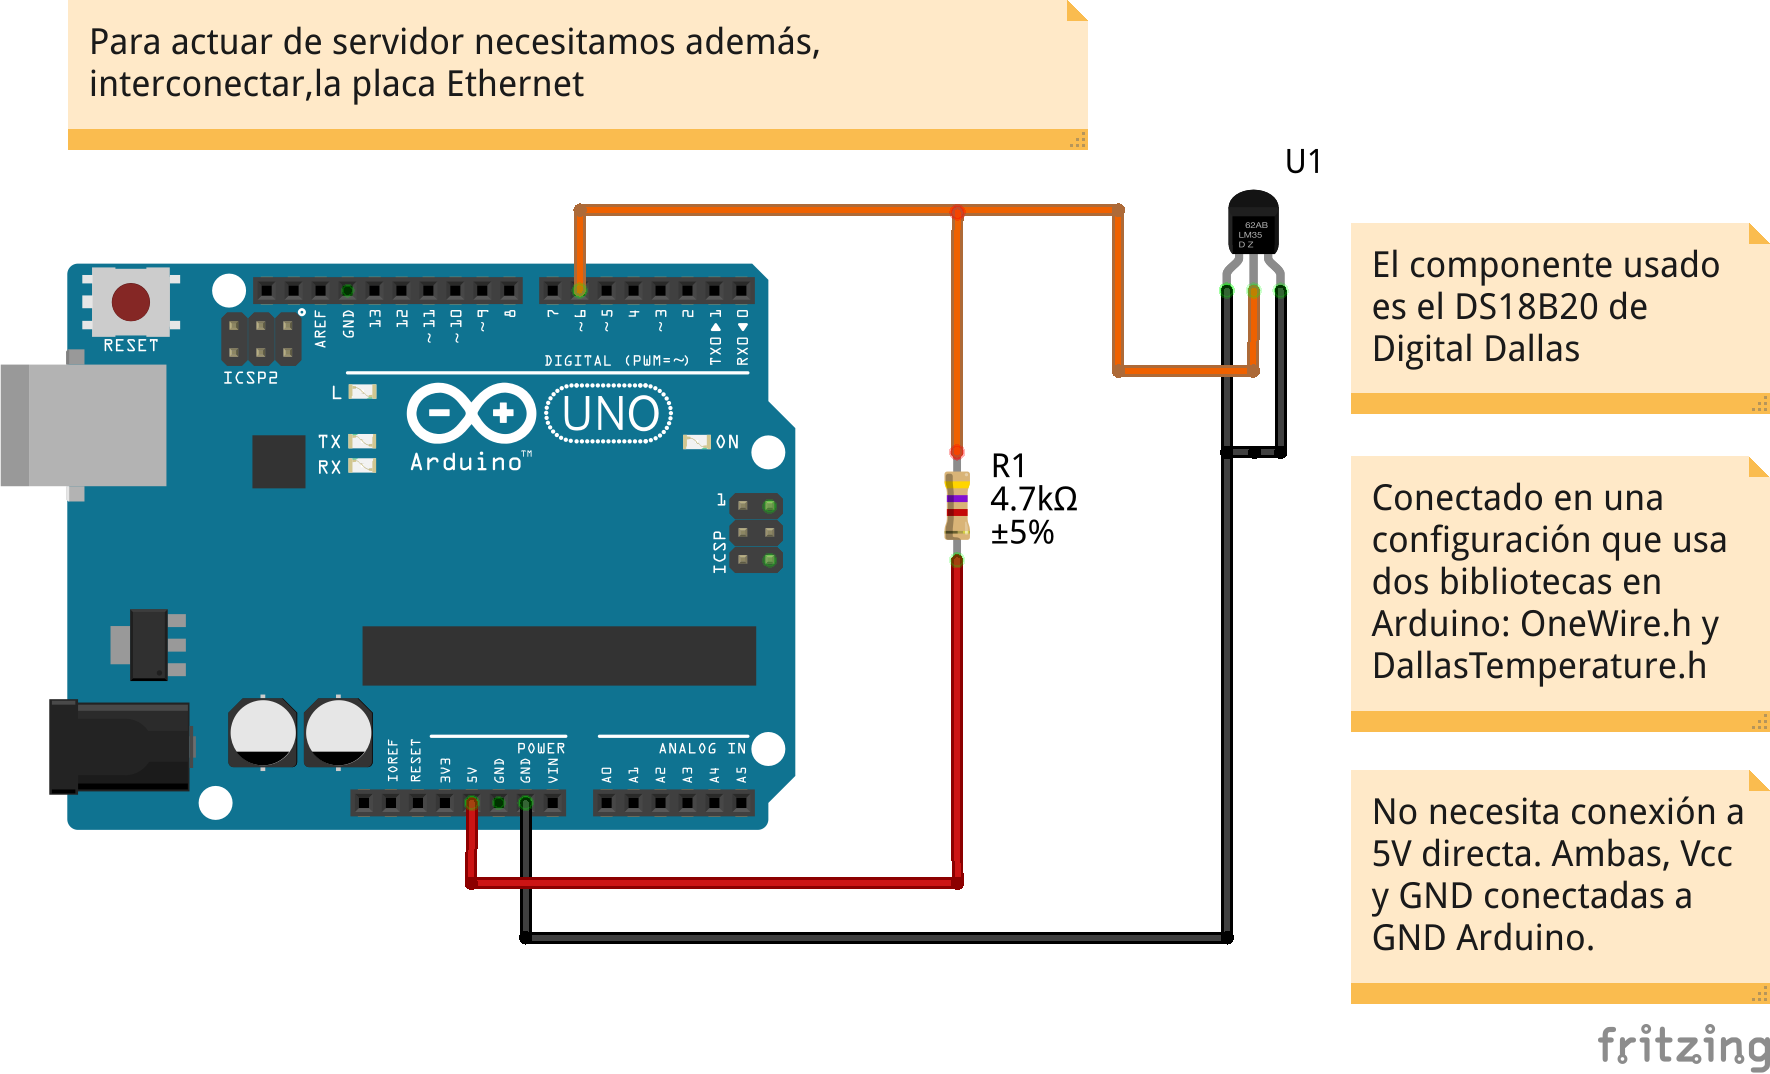 Para actuar de servidor necesitamos además,
interconectar,la placa Ethernet
U1
62AB
LM35
D Z
El componente usado
es el DS18B20 de
Digital Dallas
RESET
ICSP2
AREF
GND
13
12
~11
~10
~9
8
7
~6
~5
4
~3
2
TX0▶1
RX0◀0
DIGITAL (PWM=~)
L
TX
RX
UNO
ON
Arduino™
1
ICSP
R1
4.7kΩ
±5%
Conectado en una
configuración que usa
dos bibliotecas en
Arduino: OneWire.h y
DallasTemperature.h
IOREF
RESET
3V3
5V
GND
GND
VIN
POWER
ANALOG IN
A0
A1
A2
A3
A4
A5
No necesita conexión a
5V directa. Ambas, Vcc
y GND conectadas a
GND Arduino.
fritzing